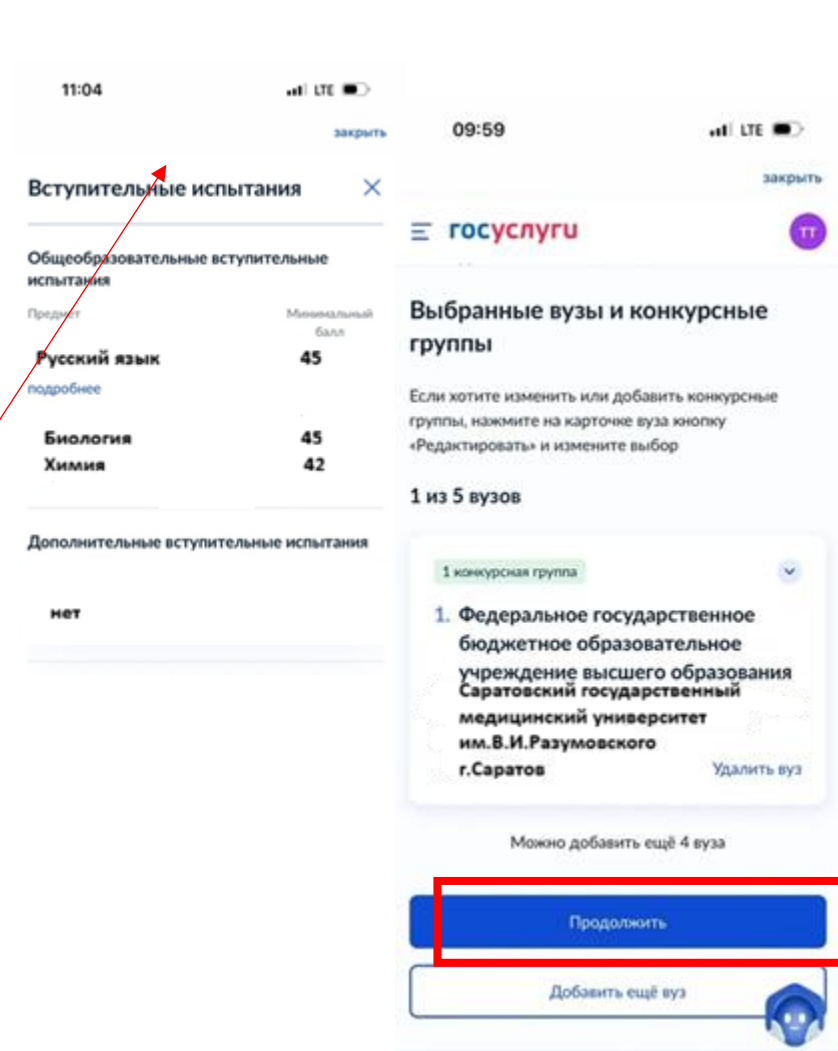 11:04
LTE
закрыть
Вступительные испытания
Общеобразовательные вступительные
испытания
Предмет
Минимальный
балл
Русский язык 45
подробнее
Биология 45
Химия 42
Дополнительные вступительные испытания
нет
09:59
LTE
закрыть
госуслуги
ТТ
Выбранные вузы и конкурсные
группы
Если хотите изменить или добавить конкурсные
группы, нажмите на карточке вуза кнопку
«Редактировать» и измените выбор
1 из 5 вузов
1 конкурсная группа
1. Федеральное государственное
бюджетное образовательное
учреждение высшего образования
Саратовский государственный
медицинский университет
им.В.И.Разумовского
г.Саратов
Удалить вуз
Можно добавить ещё 4 вуза
Продолжить
Добавить ещё вуз